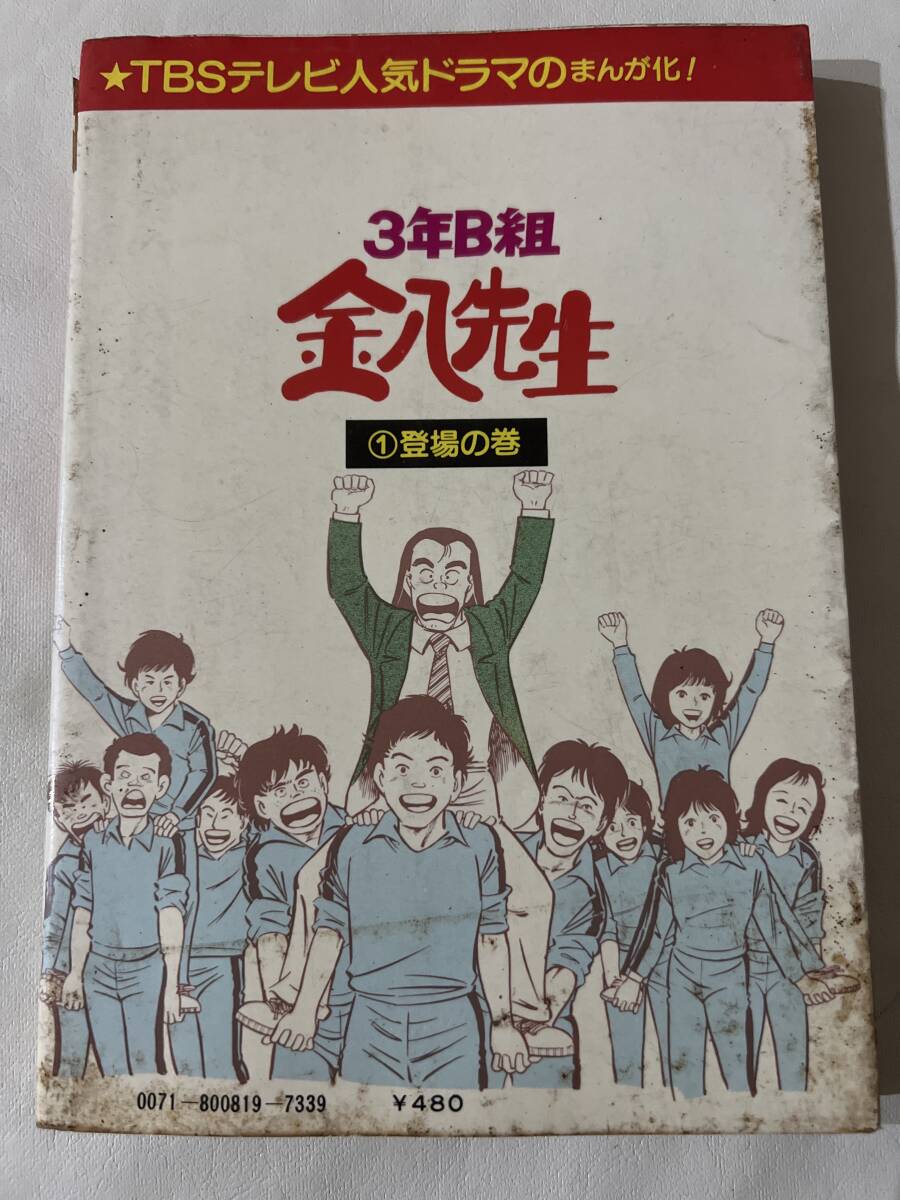 ★TBSテレビ人気ドラマのまんが化!
3年B組
金八先生
①登場の巻
0071-800819-7339 ¥480